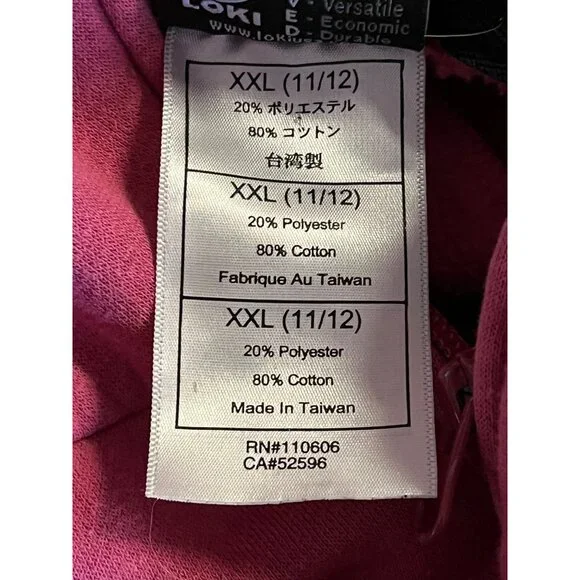 V - Versatile
LOKI E - Economic
www.lokius D - Durable
XXL (11/12)
20% ポリエステル
80% コットン
台湾製
XXL (11/12)
20% Polyester
80% Cotton
Fabrique Au Taiwan
XXL (11/12)
20% Polyester
80% Cotton
Made In Taiwan
RN#110606
CA#52596